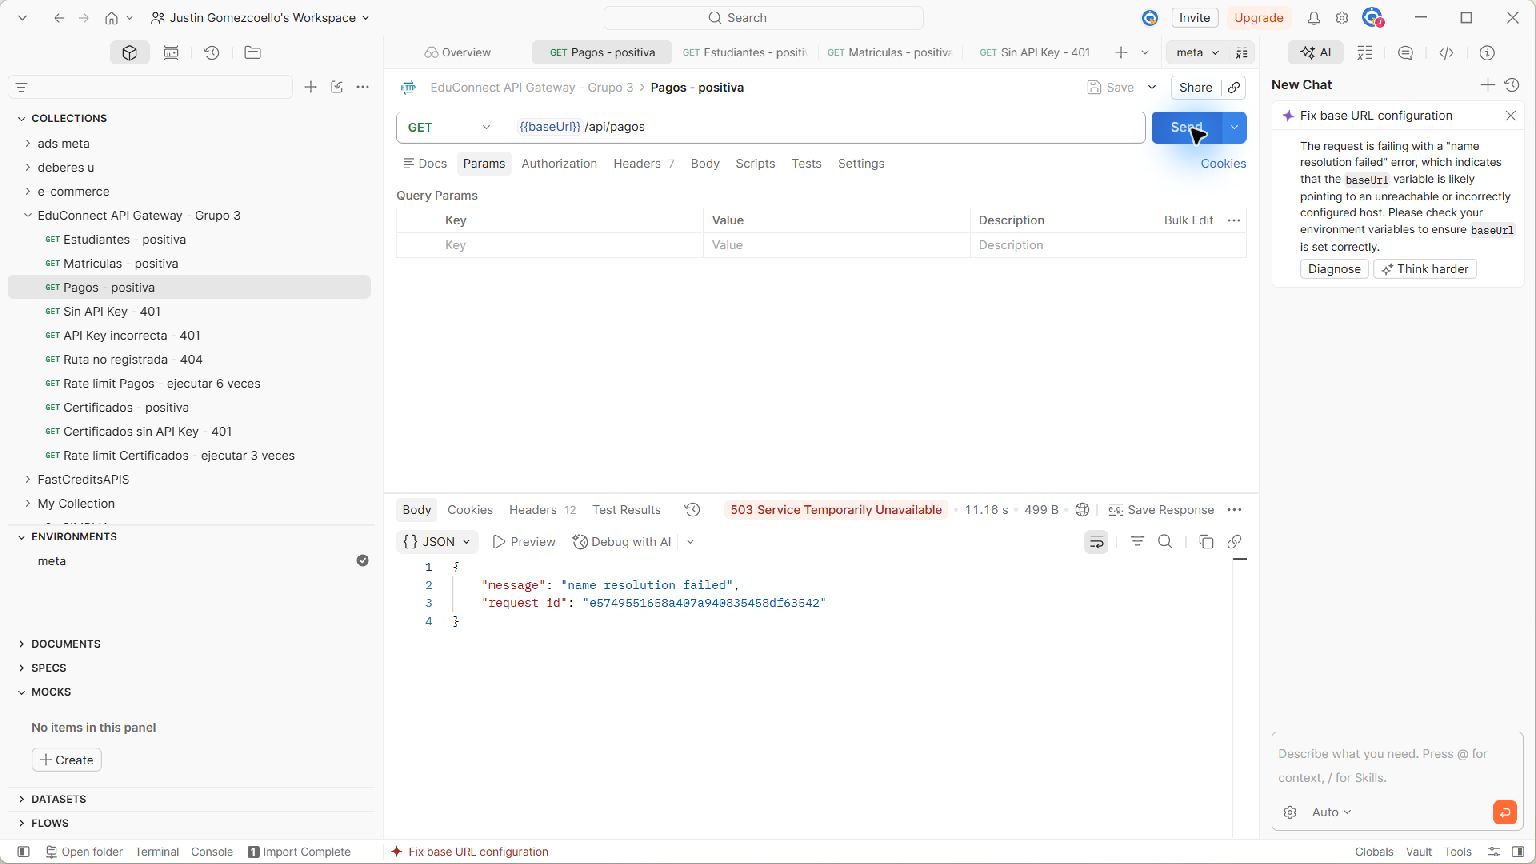 Justin Gomezcoello's Workspace
Search
Invite
Upgrade
Overview
GET Pagos - positiva
GET Estudiantes - positiv
GET Matriculas - positiva
GET Sin API Key - 401
meta
AI
EduConnect API Gateway - Grupo 3 > Pagos - positiva
Save
Share
New Chat
COLLECTIONS
ads meta
deberes u
e commerce
EduConnect API Gateway - Grupo 3
GET Estudiantes - positiva
GET Matriculas - positiva
GET Pagos - positiva
GET Sin API Key - 401
GET API Key incorrecta - 401
GET Ruta no registrada - 404
GET Rate limit Pagos - ejecutar 6 veces
GET Certificados - positiva
GET Certificados sin API Key - 401
GET Rate limit Certificados - ejecutar 3 veces
FastCreditsAPIS
My Collection
ENVIRONMENTS
meta
DOCUMENTS
SPECS
MOCKS
No items in this panel
Create
DATASETS
FLOWS
GET
{{baseUrl}} /api/pagos
Send
Docs
Params
Authorization
Headers 7
Body
Scripts
Tests
Settings
Cookies
Query Params
Key
Value
Description
Bulk Edit
Key
Value
Description
Body
Cookies
Headers 12
Test Results
503 Service Temporarily Unavailable
11.16 s
499 B
Save Response
{} JSON
Preview
Debug with AI
1 {
2 "message": "name resolution failed",
3 "request id": "e5749551658a407a940835458df63542"
4 }
Fix base URL configuration
The request is failing with a "name
resolution failed" error, which indicates
that the baseUrl variable is likely
pointing to an unreachable or incorrectly
configured host. Please check your
environment variables to ensure baseUrl
is set correctly.
Diagnose
Think harder
Describe what you need. Press @ for
context, / for Skills.
Auto
Open folder
Terminal
Console
1 Import Complete
Fix base URL configuration
Globals
Vault
Tools